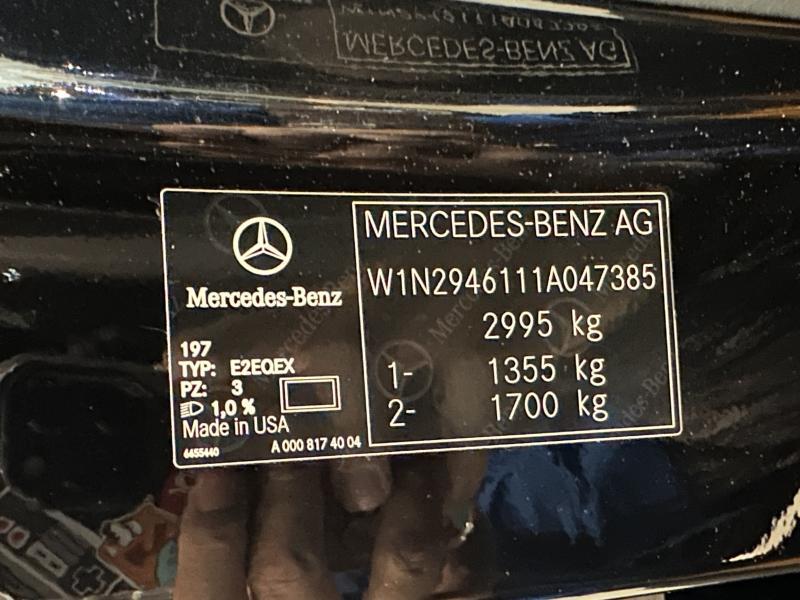 MERCEDES-BENZ AG
Mercedes-Benz
197
TYP: E2EQEX
PZ: 3
1,0 %
Made in USA
6455440
A 000 817 40 04
MERCEDES-BENZ AG
W1N2946111A047385
2995 kg
1- 1355 kg
2- 1700 kg